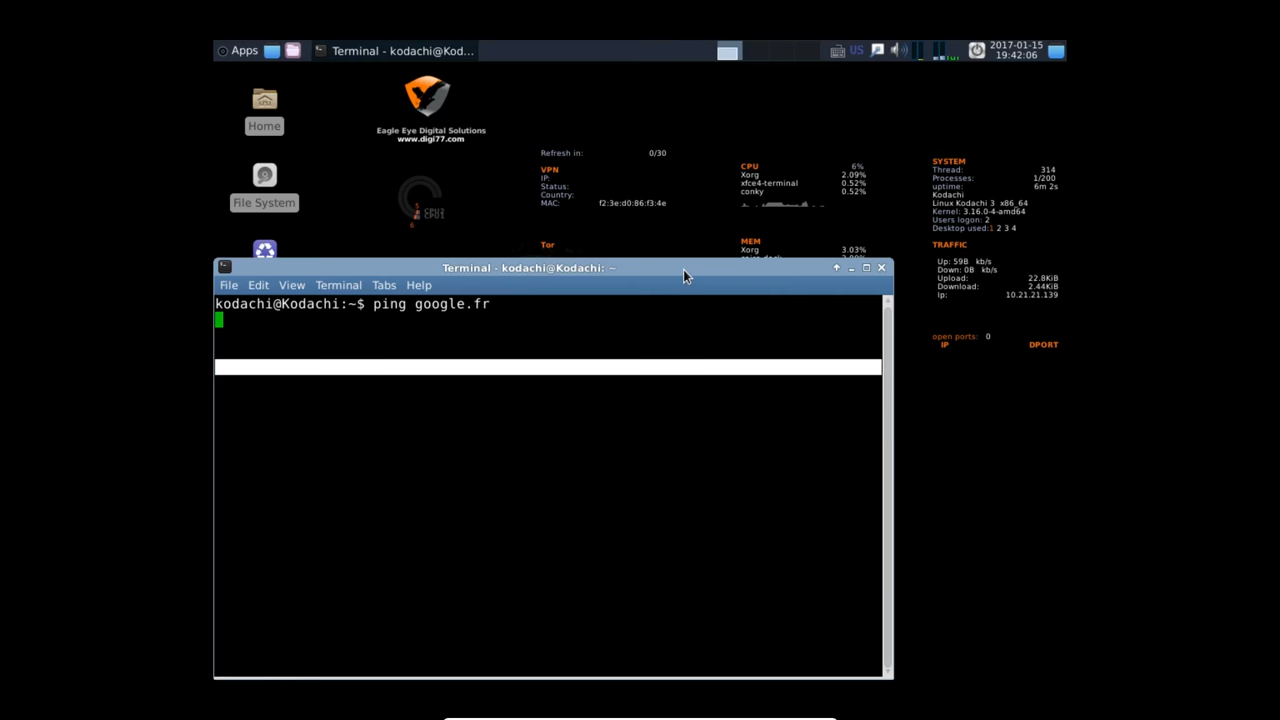 Apps
Terminal - kodachi@Kod...
US
2017-01-15
19:42:06
Home
File System
Eagle Eye Digital Solutions
www.digi77.com
Refresh in: 0/30
VPN
IP:
Status:
Country:
MAC: f2:3e:d0:86:f3:4e
Tor
CPU 6%
Xorg 2.09%
xfce4-terminal 0.52%
conky 0.52%
MEM
Xorg 3.03%
SYSTEM
Thread: 314
Processes: 1/200
uptime: 6m 2s
Kodachi
Linux Kodachi 3 x86_64
Kernel: 3.16.0-4-amd64
Users logon: 2
Desktop used:1 2 3 4
TRAFFIC
Up: 59B kb/s
Down: 0B kb/s
Upload: 22.8KiB
Download: 2.44KiB
Ip: 10.21.21.139
open ports: 0
IP DPORT
Terminal - kodachi@Kodachi: ~
File Edit View Terminal Tabs Help
kodachi@Kodachi:~$ ping google.fr